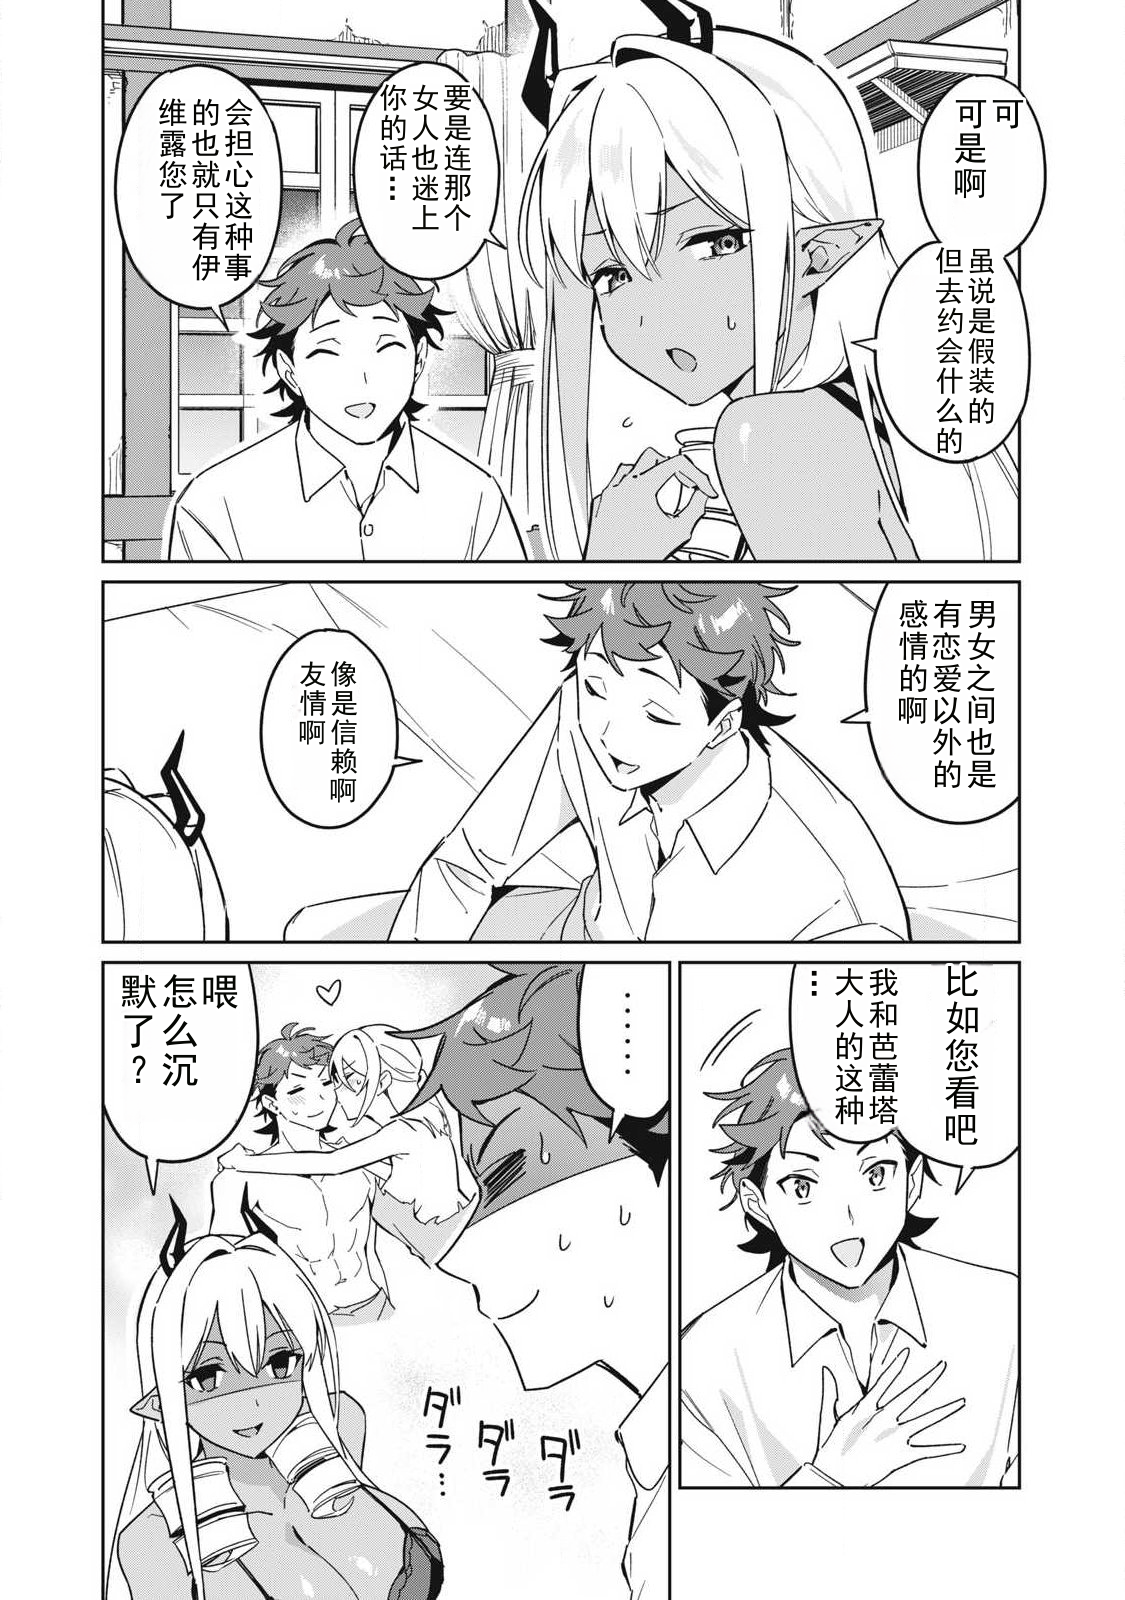 可
可是啊
虽说是假装的
但去约会什么的
要是连那个
女人也迷上
你的话…
会担心这种事
的也就只有伊
维露您了
男女之间也是
有恋爱以外的
感情的啊
像是信赖啊
友情啊
比如您看吧
我和芭蕾塔
大人的这种
…
………
喂
怎么沉
默了？
ダラ
ダラ
ダラ…